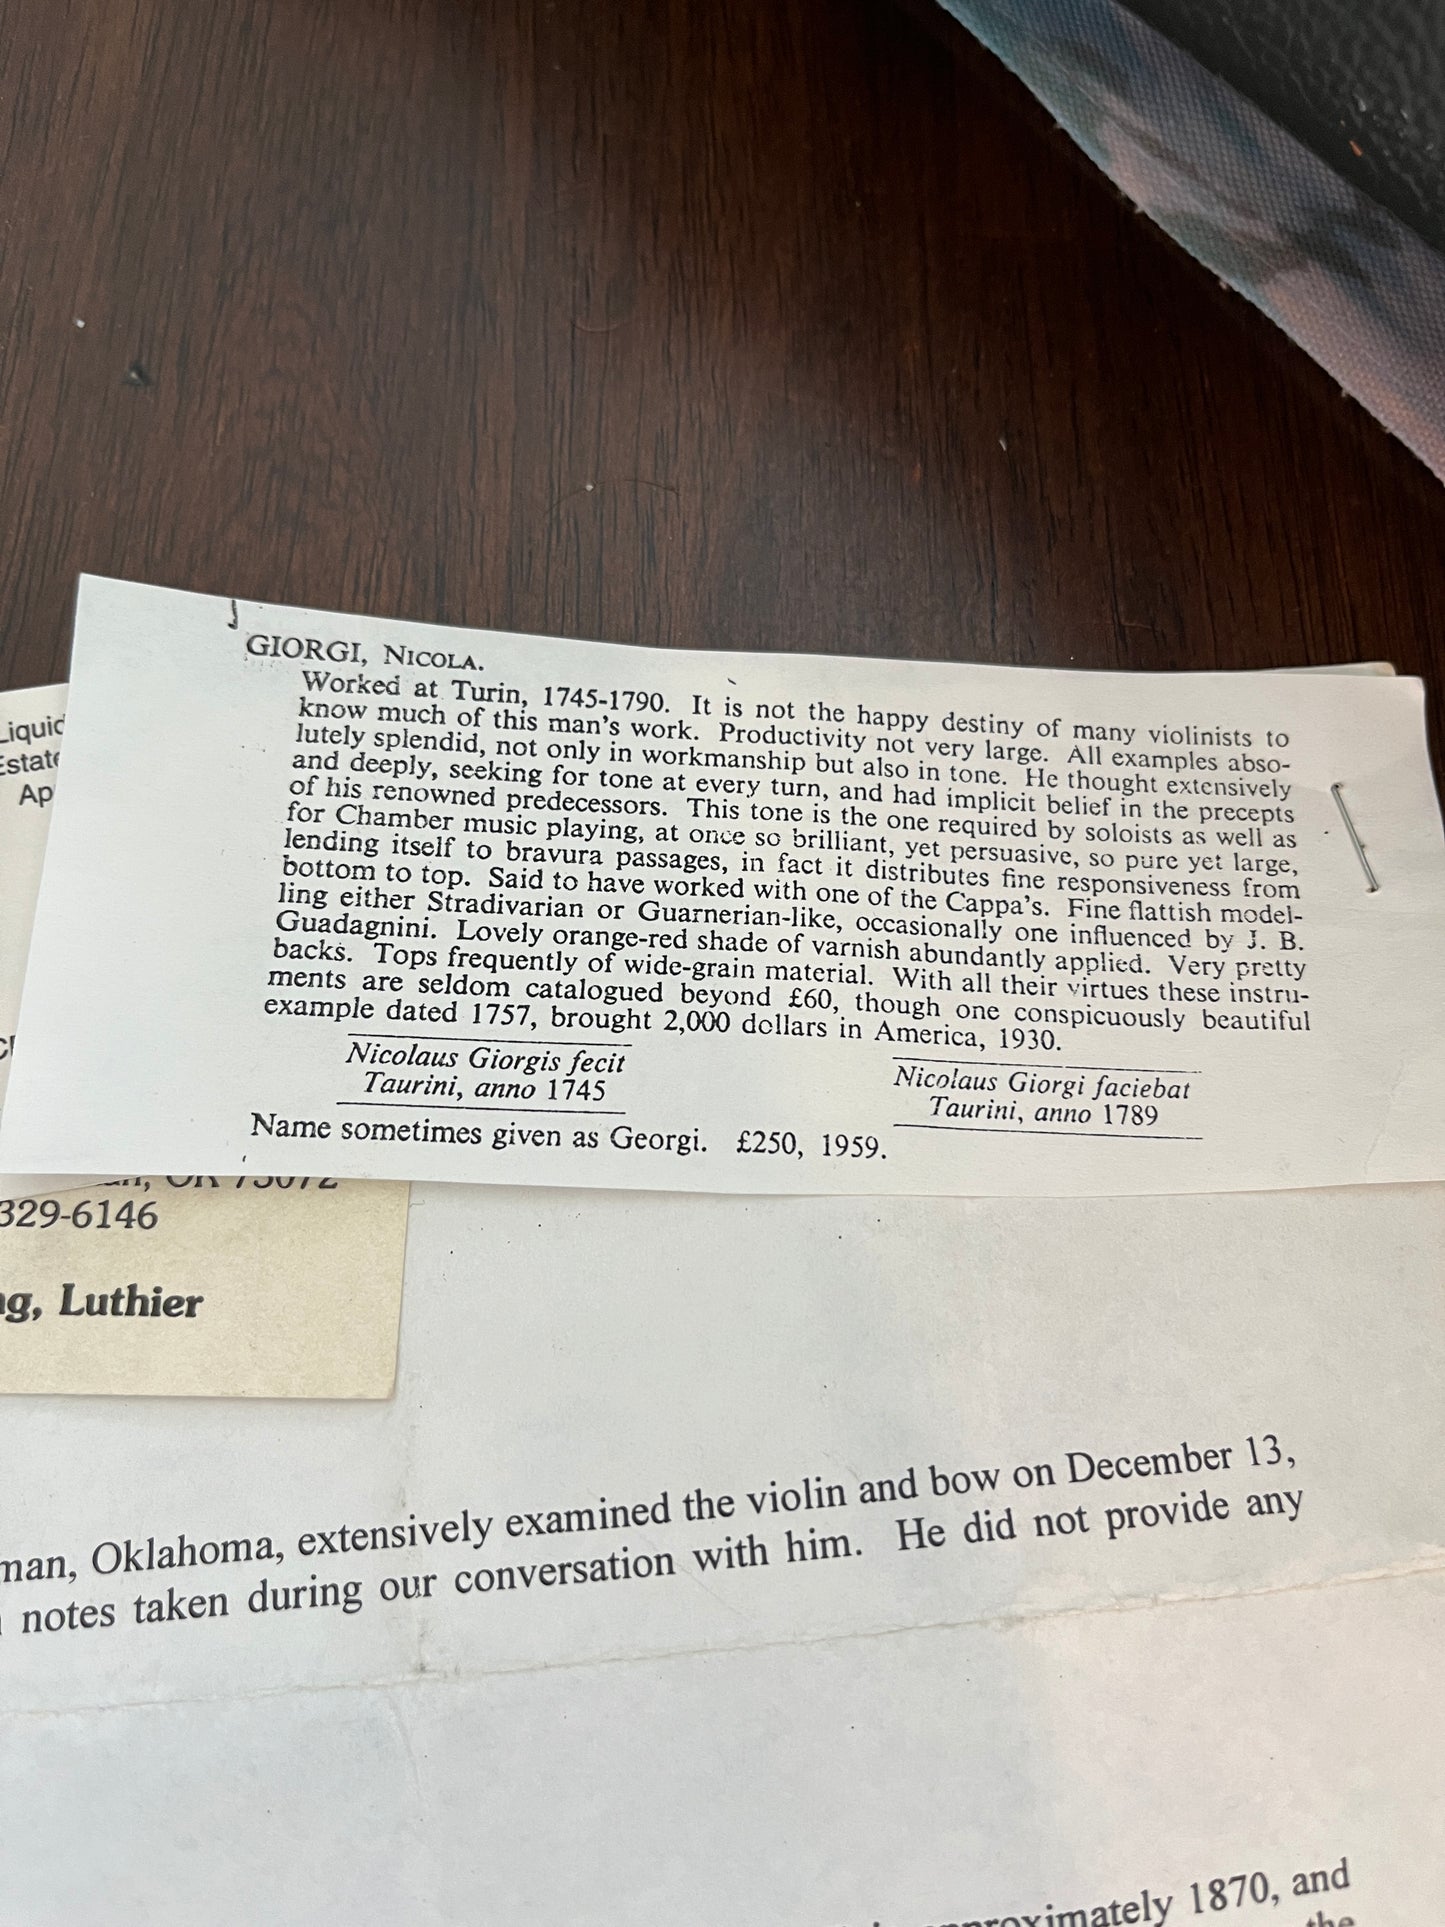 GIORGI, NICOLA.
Worked at Turin, 1745-1790. It is not the happy destiny of many violinists to
know much of this man's work. Productivity not very large. All examples abso-
lutely splendid, not only in workmanship but also in tone. He thought extensively
and deeply, seeking for tone at every turn, and had implicit belief in the precepts
of his renowned predecessors. This tone is the one required by soloists as well as
for Chamber music playing, at once so brilliant, yet persuasive, so pure yet large,
lending itself to bravura passages, in fact it distributes fine responsiveness from
bottom to top. Said to have worked with one of the Cappa's. Fine flattish model-
ling either Stradivarian or Guarnerian-like, occasionally one influenced by J. B.
Guadagnini. Lovely orange-red shade of varnish abundantly applied. Very pretty
backs. Tops frequently of wide-grain material. With all their virtues these instru-
ments are seldom catalogued beyond £60, though one conspicuously beautiful
example dated 1757, brought 2,000 dollars in America, 1930.
Nicolaus Giorgis fecit
Taurini, anno 1745
Nicolaus Giorgi faciebat
Taurini, anno 1789
Name sometimes given as Georgi. £250, 1959.
Liquid
Estate
Ap
OK 73072
329-6146
Luthier
man, Oklahoma, extensively examined the violin and bow on December 13,
notes taken during our conversation with him. He did not provide any
roximately 1870, and
the